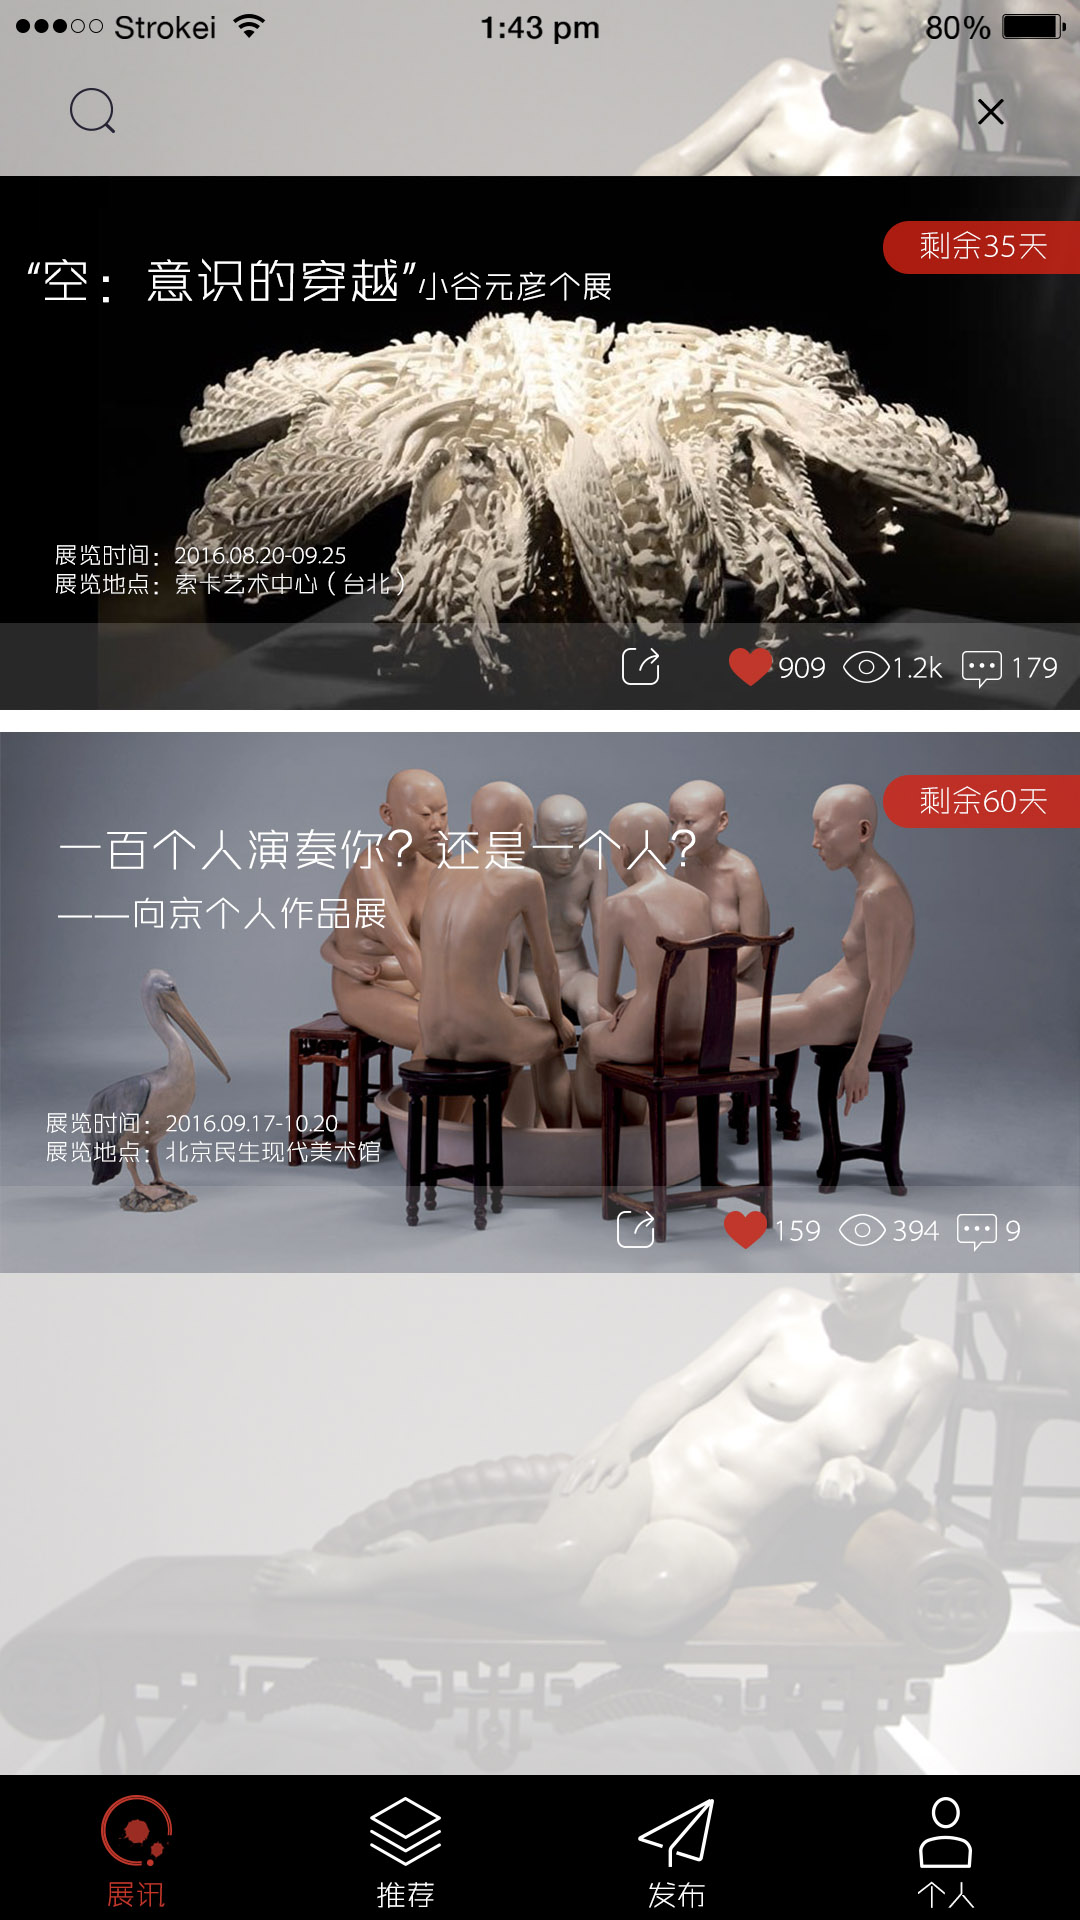 Strokei 1:43 pm 80%
剩余35天
“空：意识的穿越”小谷元彦个展
展览时间：2016.08.20-09.25
展览地点：索卡艺术中心（台北）
909 1.2k 179
剩余60天
一百个人演奏你？还是一个人？
——向京个人作品展
展览时间：2016.09.17-10.20
展览地点：北京民生现代美术馆
159 394 9
展讯 推荐 发布 个人